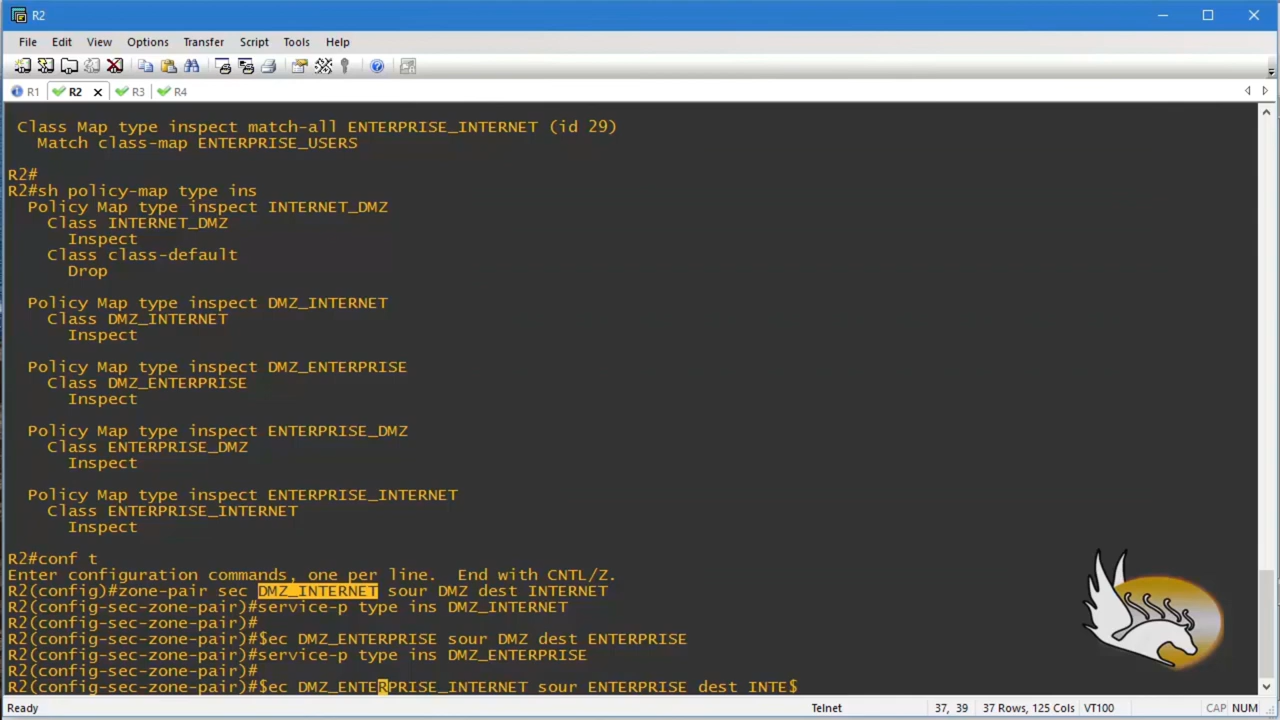 R2
File Edit View Options Transfer Script Tools Help
R1 R2 R3 R4
Class Map type inspect match-all ENTERPRISE_INTERNET (id 29)
Match class-map ENTERPRISE_USERS
R2#
R2#sh policy-map type ins
Policy Map type inspect INTERNET_DMZ
Class INTERNET_DMZ
Inspect
Class class-default
Drop
Policy Map type inspect DMZ_INTERNET
Class DMZ_INTERNET
Inspect
Policy Map type inspect DMZ_ENTERPRISE
Class DMZ_ENTERPRISE
Inspect
Policy Map type inspect ENTERPRISE_DMZ
Class ENTERPRISE_DMZ
Inspect
Policy Map type inspect ENTERPRISE_INTERNET
Class ENTERPRISE_INTERNET
Inspect
R2#conf t
Enter configuration commands, one per line. End with CNTL/Z.
R2(config)#zone-pair sec DMZ_INTERNET sour DMZ dest INTERNET
R2(config-sec-zone-pair)#service-p type ins DMZ_INTERNET
R2(config-sec-zone-pair)#
R2(config-sec-zone-pair)#$ec DMZ_ENTERPRISE sour DMZ dest ENTERPRISE
R2(config-sec-zone-pair)#service-p type ins DMZ_ENTERPRISE
R2(config-sec-zone-pair)#
R2(config-sec-zone-pair)#$ec DMZ_ENTERPRISE_INTERNET sour ENTERPRISE dest INTE$
Ready Telnet 37, 39 37 Rows, 125 Cols VT100 CAP NUM